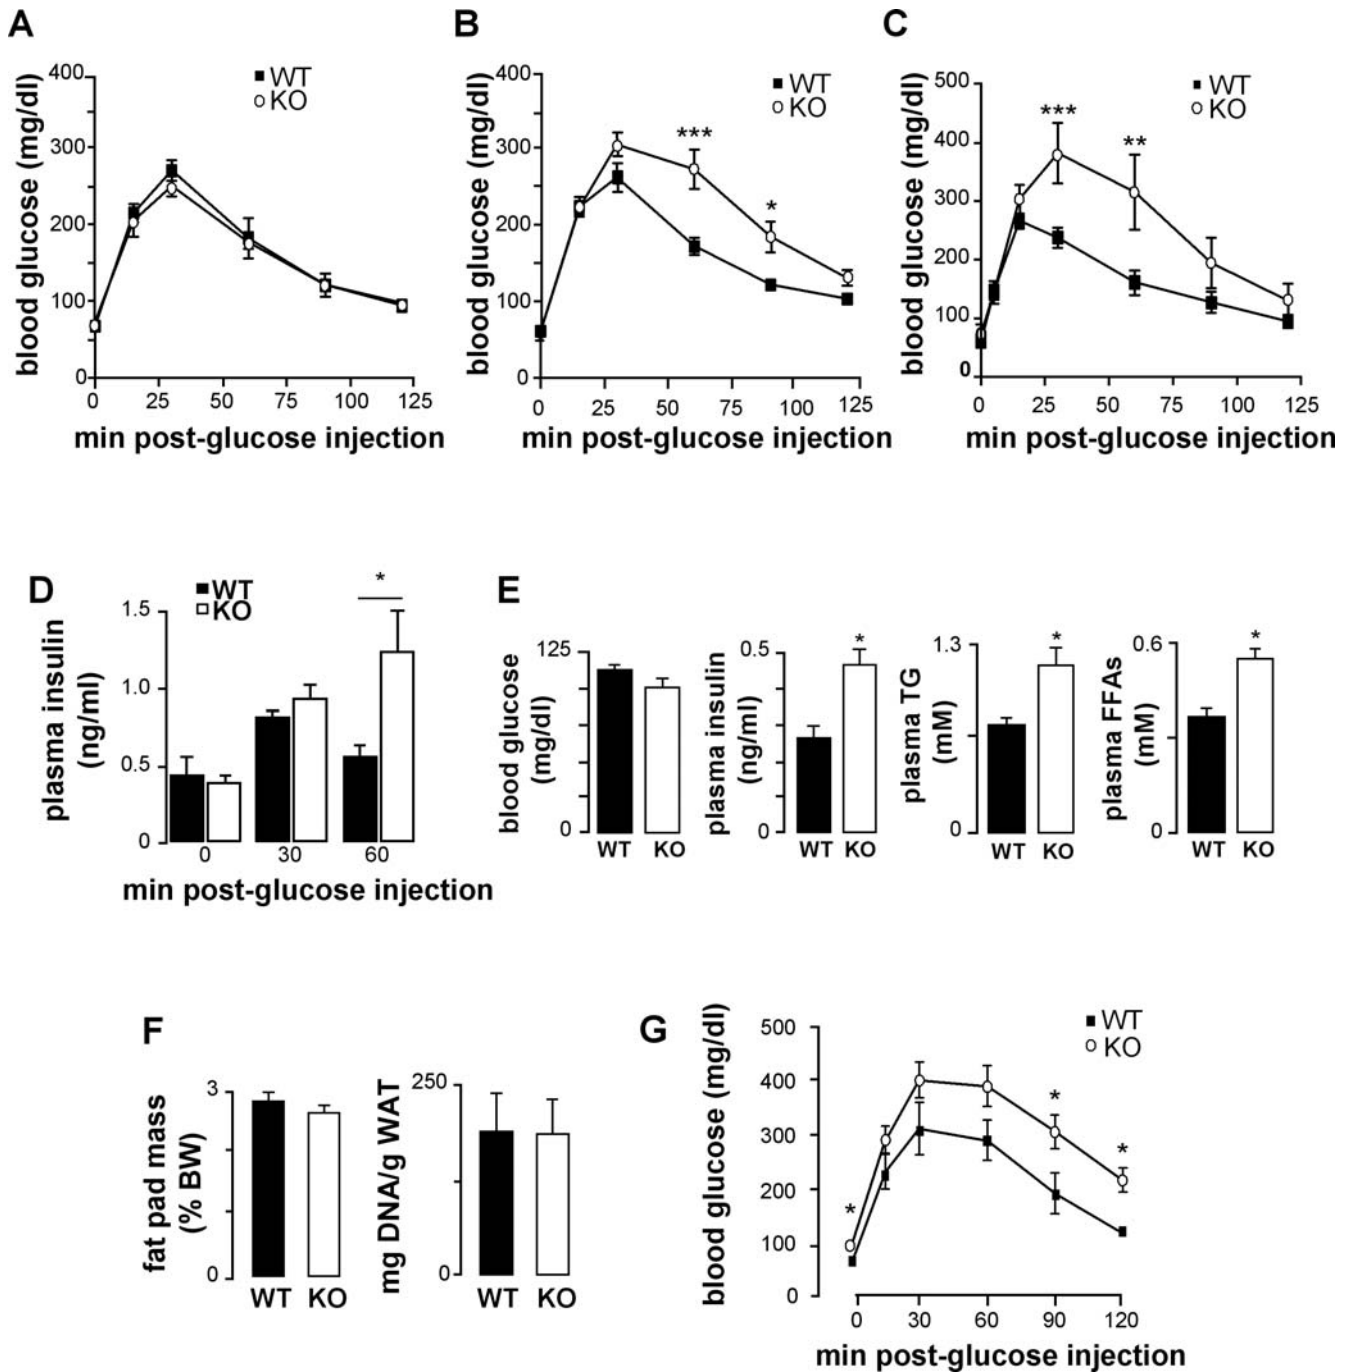 A
B
C
blood glucose (mg/dl)
400
300
200
100
0
WT
KO
0 25 50 75 100 125
min post-glucose injection
blood glucose (mg/dl)
400
300
200
100
0
WT
KO
***
*
0 25 50 75 100 125
min post-glucose injection
blood glucose (mg/dl)
500
400
300
200
100
0
WT
KO
***
**
0 25 50 75 100 125
min post-glucose injection
D
WT
KO
*
plasma insulin
(ng/ml)
1.5
1.0
0.5
0
0 30 60
min post-glucose injection
E
blood glucose
(mg/dl)
125
0
WT KO
plasma insulin
(ng/ml)
0.5
0
*
WT KO
plasma TG
(mM)
1.3
0
*
WT KO
plasma FFAs
(mM)
0.6
0
*
WT KO
F
fat pad mass
(% BW)
3
0
WT KO
mg DNA/g WAT
250
0
WT KO
G
blood glucose (mg/dl)
500
400
300
200
100
0
WT
KO
*
*
*
0 30 60 90 120
min post-glucose injection